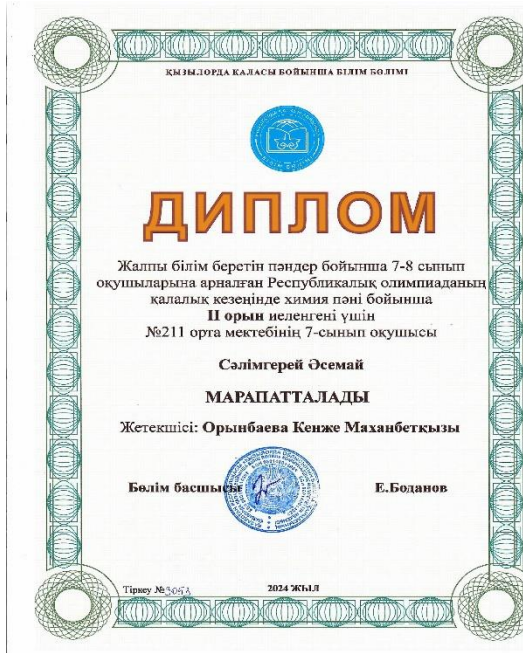 ҚЫЗЫЛОРДА ҚАЛАСЫ БОЙЫНША БІЛІМ БӨЛІМІ
ДИПЛОМ
Жалпы білім беретін пәндер бойынша 7-8 сынып
оқушыларына арналған Республикалық олимпиаданың
қалалық кезеңінде химия пәні бойынша
II орын иеленгені үшін
№211 орта мектебінің 7-сынып оқушысы
Сәлімгерей Әсемай
МАРАПАТТАЛАДЫ
Жетекшісі: Орынбаева Кенже Маханбетқызы
Бөлім басшысы Е.Боданов
Тіркеу №
2024 ЖЫЛ